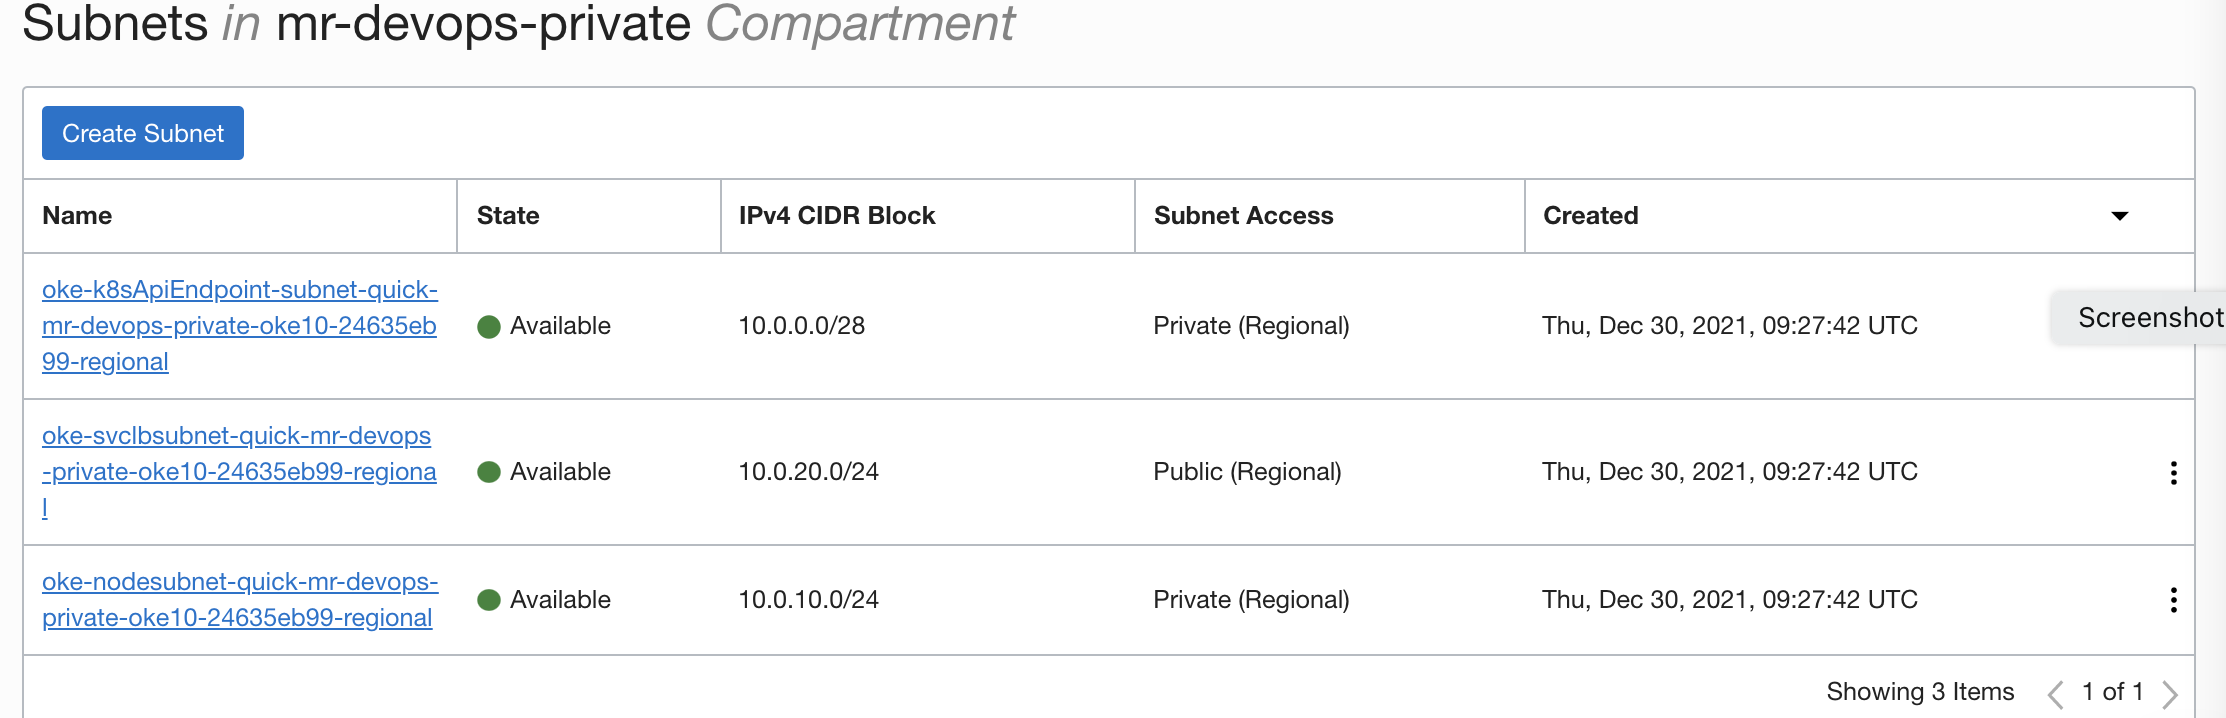 Subnets in mr-devops-private Compartment
Create Subnet
Name State IPv4 CIDR Block Subnet Access Created
oke-k8sApiEndpoint-subnet-quick-
mr-devops-private-oke10-24635eb
99-regional
Available 10.0.0.0/28 Private (Regional) Thu, Dec 30, 2021, 09:27:42 UTC
Screenshot
oke-svclbsubnet-quick-mr-devops
-private-oke10-24635eb99-regiona
l
Available 10.0.20.0/24 Public (Regional) Thu, Dec 30, 2021, 09:27:42 UTC
oke-nodesubnet-quick-mr-devops-
private-oke10-24635eb99-regional
Available 10.0.10.0/24 Private (Regional) Thu, Dec 30, 2021, 09:27:42 UTC
Showing 3 Items 1 of 1